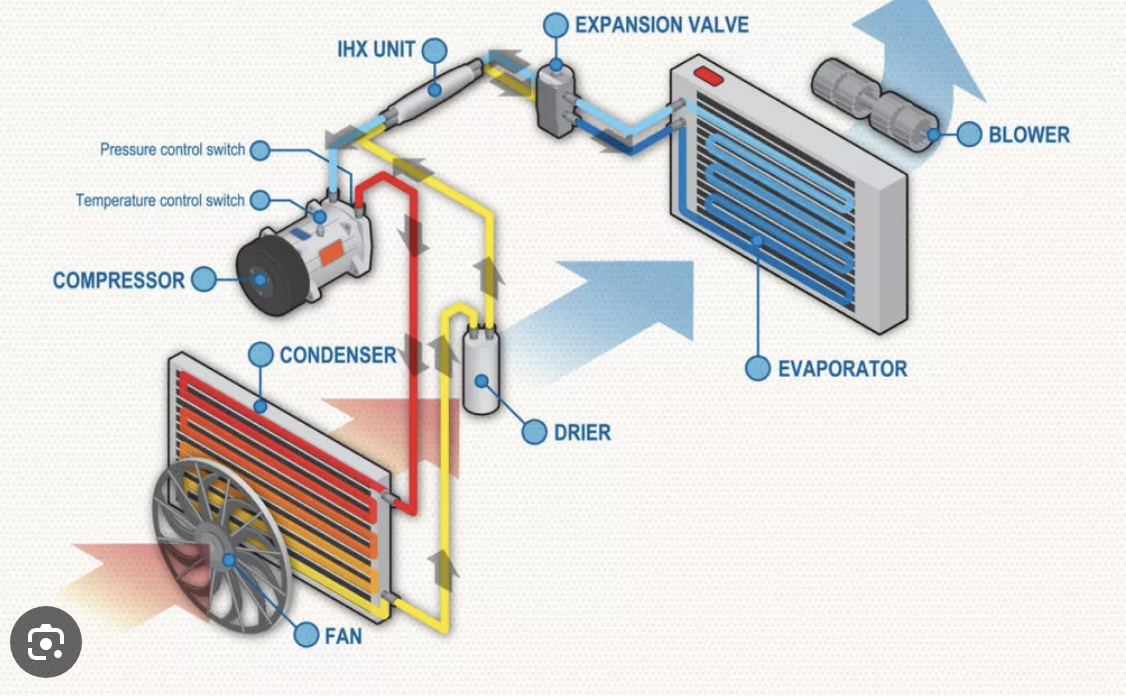 EXPANSION VALVE
IHX UNIT
BLOWER
Pressure control switch
Temperature control switch
COMPRESSOR
CONDENSER
EVAPORATOR
DRIER
FAN